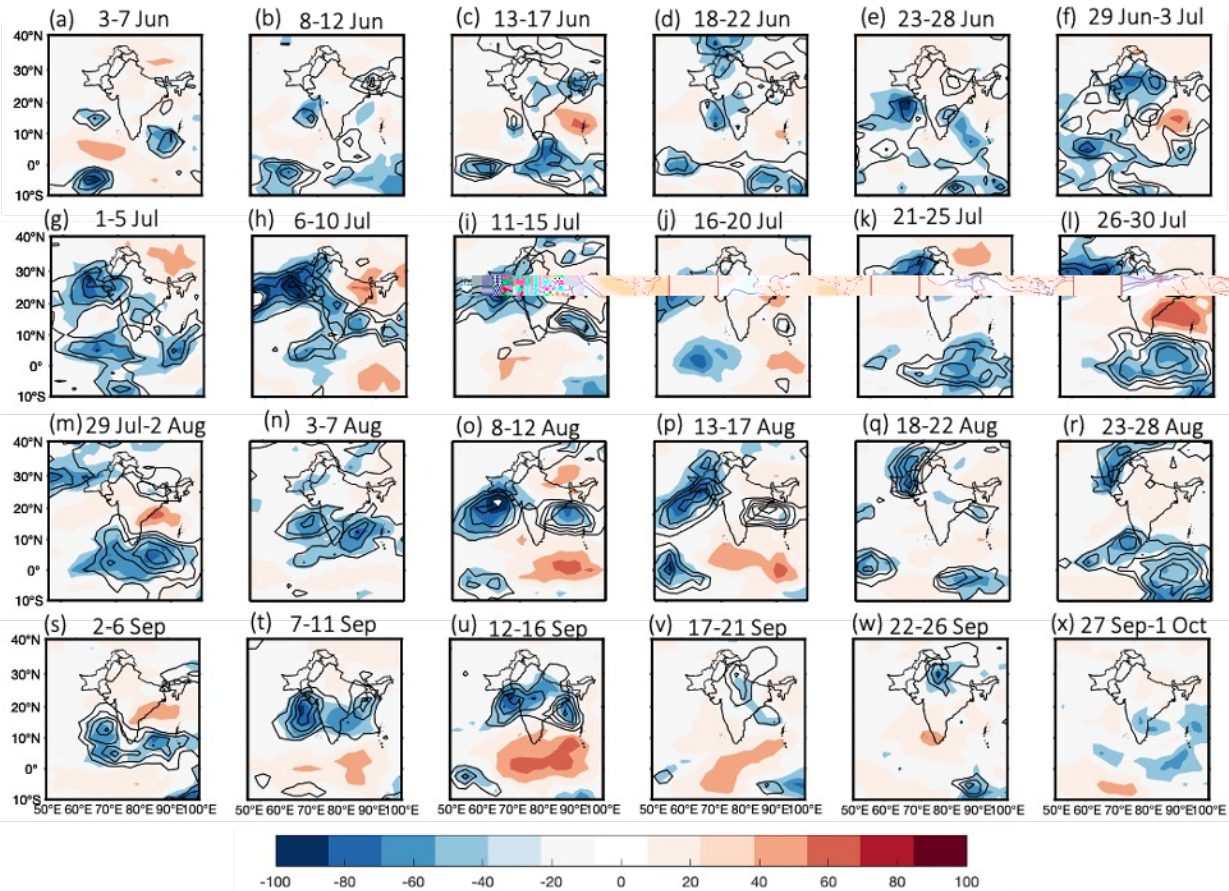 (a) 3-7 Jun (b) 8-12 Jun (c) 13-17 Jun (d) 18-22 Jun (e) 23-28 Jun (f) 29 Jun-3 Jul
40°N
30°N
20°N
10°N
0°
10°S
(g) 1-5 Jul (h) 6-10 Jul (i) 11-15 Jul (j) 16-20 Jul (k) 21-25 Jul (l) 26-30 Jul
40°N
30°N
20°N
10°N
0°
10°S
(m) 29 Jul-2 Aug (n) 3-7 Aug (o) 8-12 Aug (p) 13-17 Aug (q) 18-22 Aug (r) 23-28 Aug
40°N
30°N
20°N
10°N
0°
10°S
(s) 2-6 Sep (t) 7-11 Sep (u) 12-16 Sep (v) 17-21 Sep (w) 22-26 Sep (x) 27 Sep-1 Oct
40°N
30°N
20°N
10°N
0°
10°S
50°E 60°E 70°E 80°E 90°E 100°E 50°E 60°E 70°E 80°E 90°E 100°E 50°E 60°E 70°E 80°E 90°E 100°E 50°E 60°E 70°E 80°E 90°E 100°E 50°E 60°E 70°E 80°E 90°E 100°E 50°E 60°E 70°E 80°E 90°E 100°E
-100 -80 -60 -40 -20 0 20 40 60 80 100